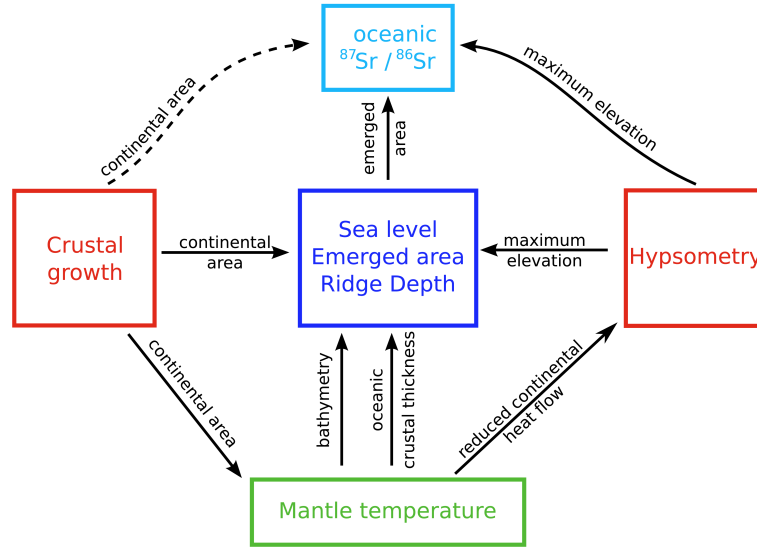 oceanic
87Sr / 86Sr
continental area
maximum elevation
emerged
area
Crustal
growth
continental
area
Sea level
Emerged area
Ridge Depth
maximum
elevation
Hypsometry
continental area
bathymetry
oceanic
crustal thickness
reduced continental
heat flow
Mantle temperature